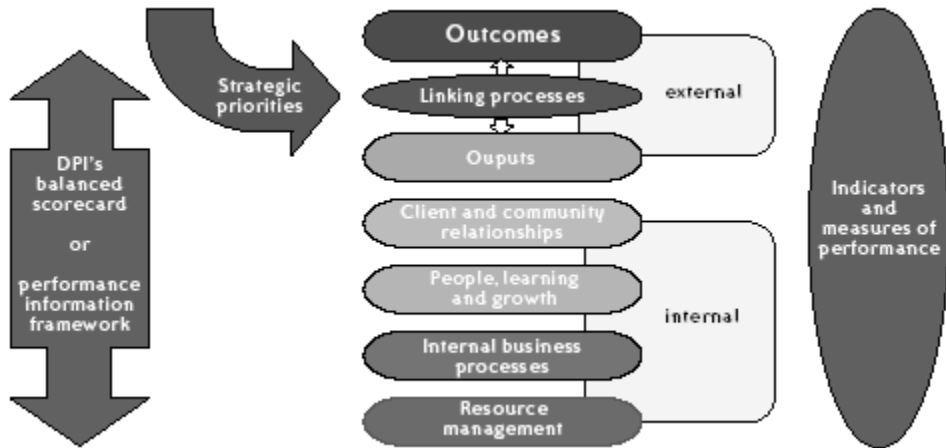 Outcomes
Strategic
priorities
Linking processes
external
Ouputs
DPI's
balanced
scorecard
or
performance
information
framework
Client and community
relationships
People, learning
and growth
internal
Internal business
processes
Resource
management
Indicators
and
measures of
performance